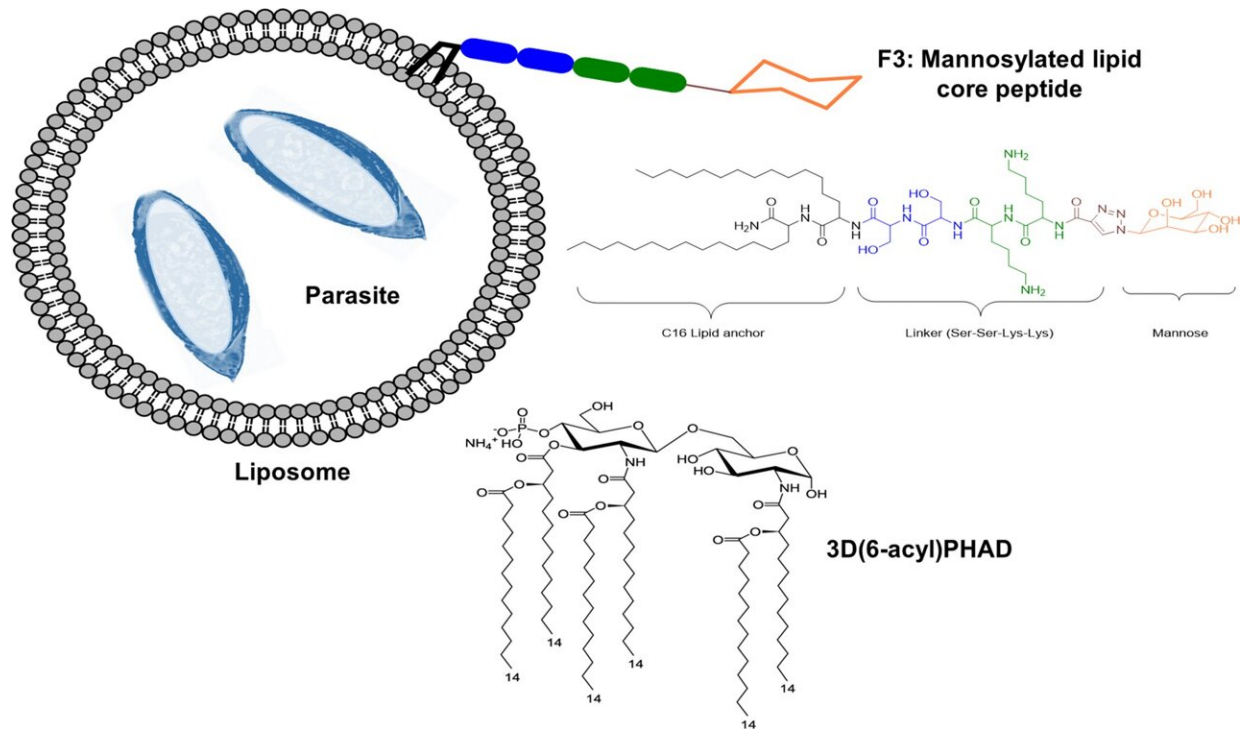 F3: Mannosylated lipid
core peptide
NH2
HO
O
H
N
O
H
N
O
H
N
O
N
N
N
OH
OH
O
HO
HO
H2N
O
N
H
O
N
H
O
N
H
O
N
H
HO
NH2
C16 Lipid anchor
Linker (Ser-Ser-Lys-Lys)
Mannose
Parasite
Liposome
O
-O
P
O
HO
NH4+
OH
O
O
O
O
NH
HO
HO
O
O
NH
OH
O
O
O
O
O
O
O
O
O
3D(6-acyl)PHAD
14
14
14
14
14
14